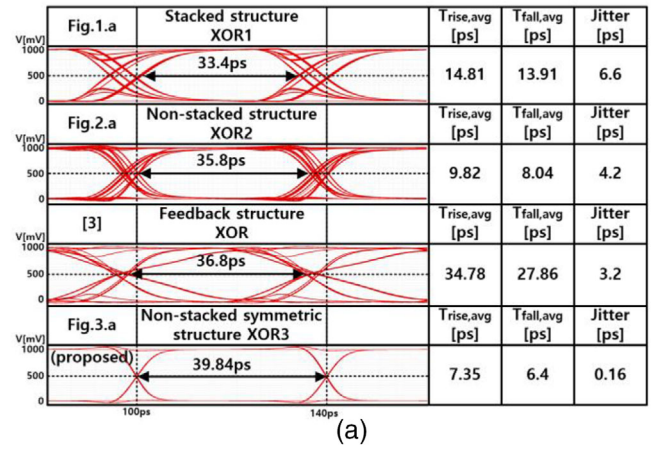 Fig.1.a Stacked structure XOR1 Trise,avg [ps] Tfall,avg [ps] Jitter [ps]
V[mV]
1000
500
0
33.4ps
14.81 13.91 6.6
Fig.2.a Non-stacked structure XOR2 Trise,avg [ps] Tfall,avg [ps] Jitter [ps]
V[mV]
1000
500
0
35.8ps
9.82 8.04 4.2
[3] Feedback structure XOR Trise,avg [ps] Tfall,avg [ps] Jitter [ps]
V[mV]
1000
500
0
36.8ps
34.78 27.86 3.2
Fig.3.a (proposed) Non-stacked symmetric structure XOR3 Trise,avg [ps] Tfall,avg [ps] Jitter [ps]
V[mV]
1000
500
0
39.84ps
7.35 6.4 0.16
100ps 140ps
(a)